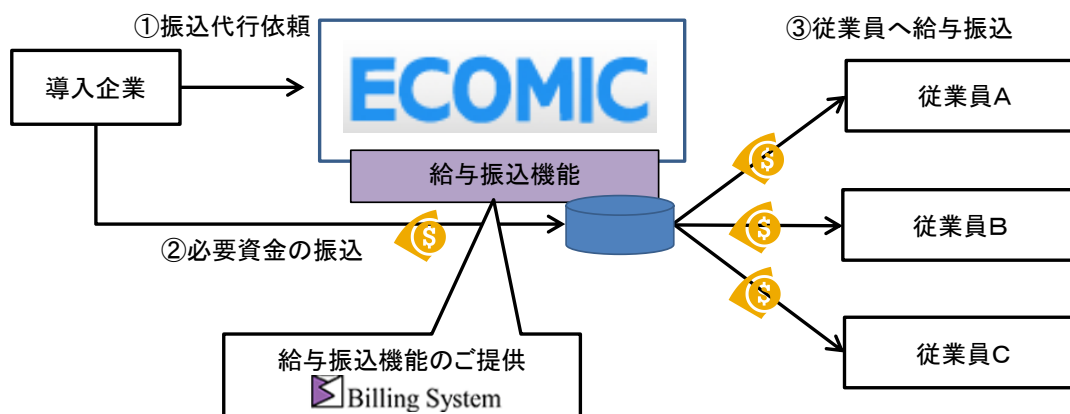 ①振込代行依頼
③従業員へ給与振込
導入企業
ECOMIC
従業員A
給与振込機能
従業員B
②必要資金の振込
従業員C
給与振込機能のご提供
Billing System